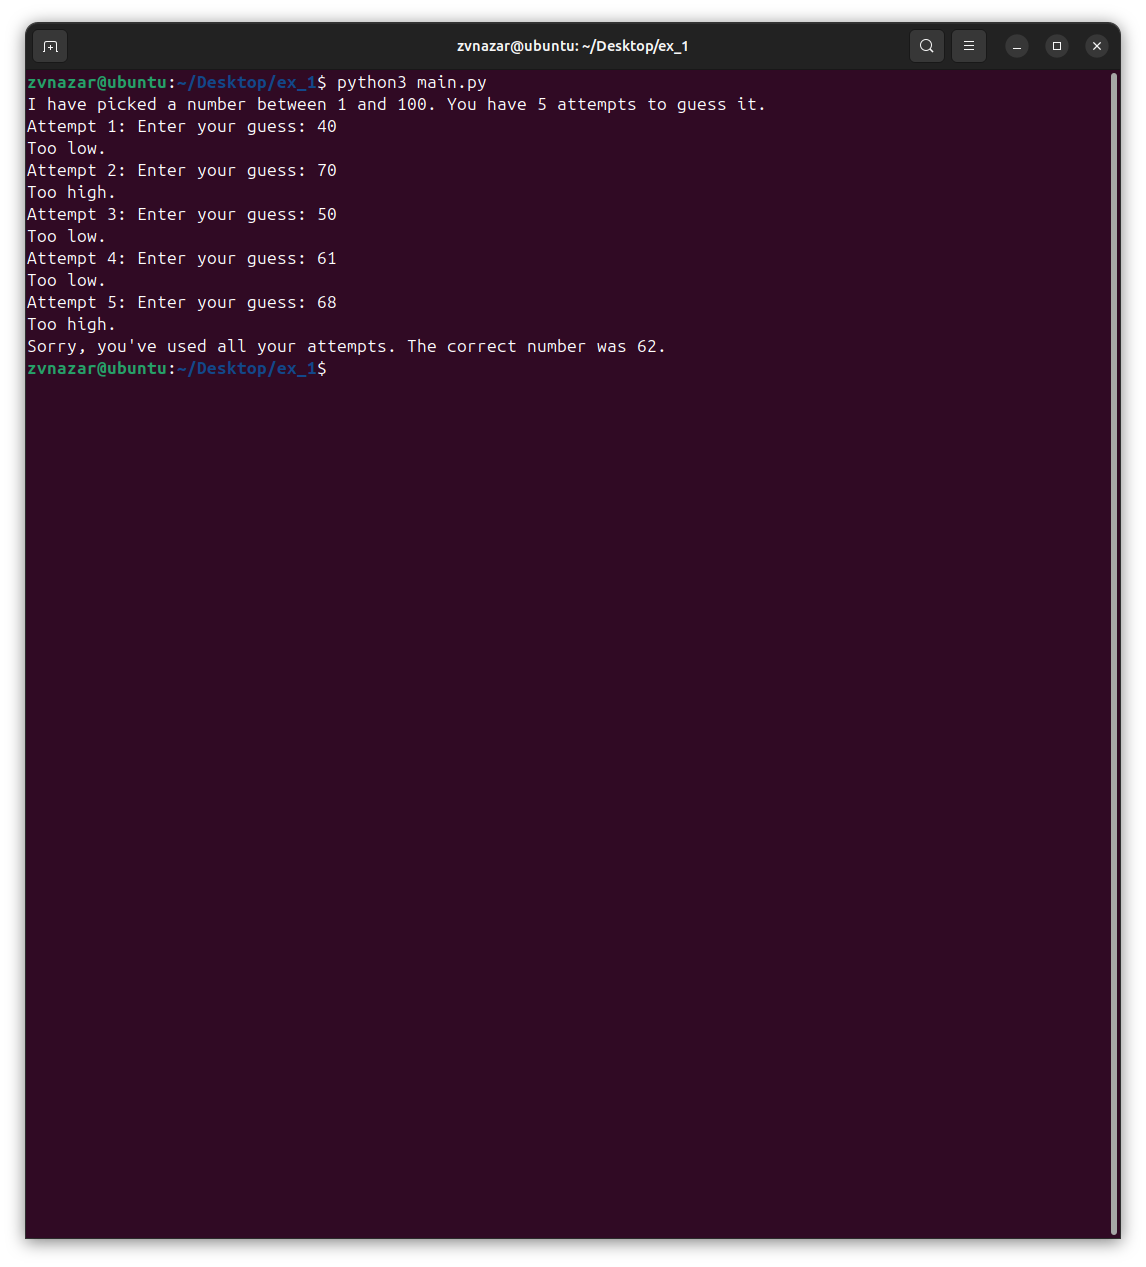 zvnazar@ubuntu: ~/Desktop/ex_1
zvnazar@ubuntu:~/Desktop/ex_1$ python3 main.py
I have picked a number between 1 and 100. You have 5 attempts to guess it.
Attempt 1: Enter your guess: 40
Too low.
Attempt 2: Enter your guess: 70
Too high.
Attempt 3: Enter your guess: 50
Too low.
Attempt 4: Enter your guess: 61
Too low.
Attempt 5: Enter your guess: 68
Too high.
Sorry, you've used all your attempts. The correct number was 62.
zvnazar@ubuntu:~/Desktop/ex_1$